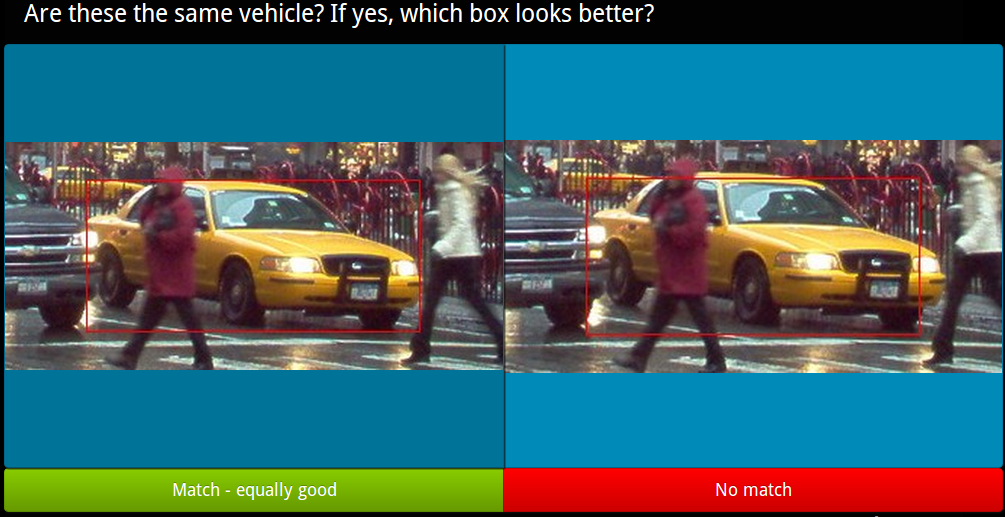 Are these the same vehicle? If yes, which box looks better?
Match - equally good
No match